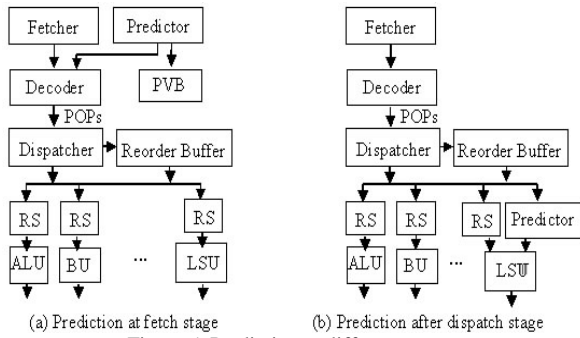 Fetcher Predictor
Decoder PVB
POPs
Dispatcher Reorder Buffer
RS RS RS
ALU BU ... LSU
(a) Prediction at fetch stage
Fetcher
Decoder
POPs
Dispatcher Reorder Buffer
RS RS RS Predictor
ALU BU ... LSU
(b) Prediction after dispatch stage